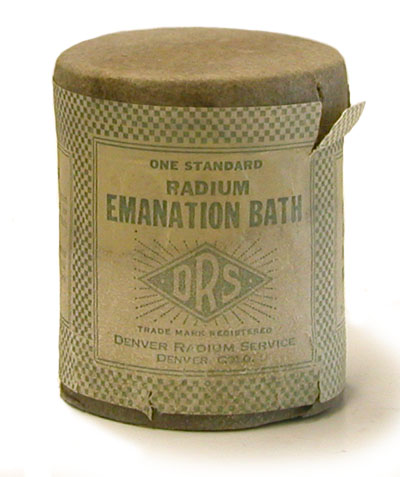 ONE STANDARD
RADIUM
EMANATION BATH
DRS
TRADE MARK REGISTERED
DENVER RADIUM SERVICE
DENVER, COLO.